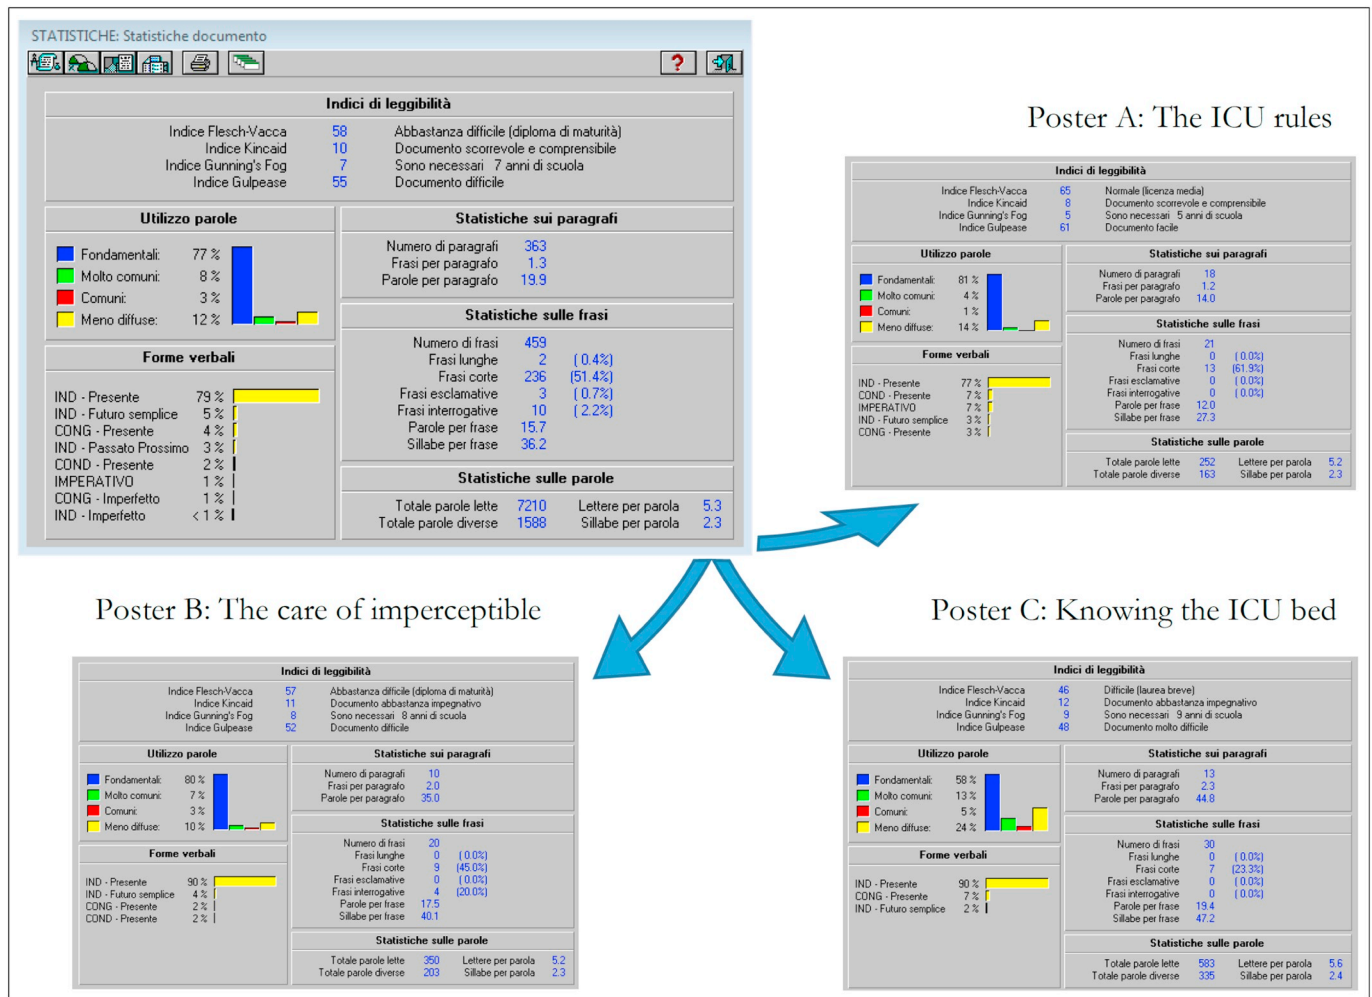 STATISTICHE: Statistiche documento
Indici di leggibilità
Indice Flesch-Vacca 58 Abbastanza difficile (diploma di maturità)
Indice Kincaid 10 Documento scorrevole e comprensibile
Indice Gunning's Fog 7 Sono necessari 7 anni di scuola
Indice Gulpease 55 Documento difficile
Utilizzo parole
Fondamentali: 77 %
Molto comuni: 8 %
Comuni: 3 %
Meno diffuse: 12 %
Forme verbali
IND - Presente 79 %
IND - Futuro semplice 5 %
CONG - Presente 4 %
IND - Passato Prossimo 3 %
COND - Presente 2 %
IMPERATIVO 1 %
CONG - Imperfetto 1 %
IND - Imperfetto < 1 %
Statistiche sui paragrafi
Numero di paragrafi 363
Frasi per paragrafo 1.3
Parole per paragrafo 19.9
Statistiche sulle frasi
Numero di frasi 459
Frasi lunghe 2 ( 0.4%)
Frasi corte 236 (51.4%)
Frasi esclamative 3 ( 0.7%)
Frasi interrogative 10 ( 2.2%)
Parole per frase 15.7
Sillabe per frase 36.2
Statistiche sulle parole
Totale parole lette 7210 Lettere per parola 5.3
Totale parole diverse 1588 Sillabe per parola 2.3
Poster A: The ICU rules
Indici di leggibilità
Indice Flesch-Vacca 65 Normale (licenza media)
Indice Kincaid 8 Documento scorrevole e comprensibile
Indice Gunning's Fog 5 Sono necessari 5 anni di scuola
Indice Gulpease 61 Documento facile
Utilizzo parole
Fondamentali: 81 %
Molto comuni: 4 %
Comuni: 1 %
Meno diffuse: 14 %
Forme verbali
IND - Presente 77 %
COND - Presente 7 %
IMPERATIVO 7 %
IND - Futuro semplice 3 %
CONG - Presente 3 %
Statistiche sui paragrafi
Numero di paragrafi 18
Frasi per paragrafo 1.2
Parole per paragrafo 14.0
Statistiche sulle frasi
Numero di frasi 21
Frasi lunghe 0 ( 0.0%)
Frasi corte 13 (61.9%)
Frasi esclamative 0 ( 0.0%)
Frasi interrogative 0 ( 0.0%)
Parole per frase 12.0
Sillabe per frase 27.3
Statistiche sulle parole
Totale parole lette 252 Lettere per parola 5.2
Totale parole diverse 163 Sillabe per parola 2.3
Poster B: The care of imperceptible
Indici di leggibilità
Indice Flesch-Vacca 57 Abbastanza difficile (diploma di maturità)
Indice Kincaid 11 Documento abbastanza impegnativo
Indice Gunning's Fog 8 Sono necessari 8 anni di scuola
Indice Gulpease 52 Documento difficile
Utilizzo parole
Fondamentali: 80 %
Molto comuni: 7 %
Comuni: 3 %
Meno diffuse: 10 %
Forme verbali
IND - Presente 90 %
IND - Futuro semplice 4 %
CONG - Presente 2 %
COND - Presente 2 %
Statistiche sui paragrafi
Numero di paragrafi 10
Frasi per paragrafo 2.0
Parole per paragrafo 35.0
Statistiche sulle frasi
Numero di frasi 20
Frasi lunghe 0 ( 0.0%)
Frasi corte 9 (45.0%)
Frasi esclamative 0 ( 0.0%)
Frasi interrogative 4 (20.0%)
Parole per frase 17.5
Sillabe per frase 40.1
Statistiche sulle parole
Totale parole lette 350 Lettere per parola 5.2
Totale parole diverse 203 Sillabe per parola 2.3
Poster C: Knowing the ICU bed
Indici di leggibilità
Indice Flesch-Vacca 46 Difficile (laurea breve)
Indice Kincaid 12 Documento abbastanza impegnativo
Indice Gunning's Fog 9 Sono necessari 9 anni di scuola
Indice Gulpease 48 Documento molto difficile
Utilizzo parole
Fondamentali: 58 %
Molto comuni: 13 %
Comuni: 5 %
Meno diffuse: 24 %
Forme verbali
IND - Presente 90 %
CONG - Presente 7 %
IND - Futuro semplice 2 %
Statistiche sui paragrafi
Numero di paragrafi 13
Frasi per paragrafo 2.3
Parole per paragrafo 44.8
Statistiche sulle frasi
Numero di frasi 30
Frasi lunghe 0 ( 0.0%)
Frasi corte 7 (23.3%)
Frasi esclamative 0 ( 0.0%)
Frasi interrogative 0 ( 0.0%)
Parole per frase 19.4
Sillabe per frase 47.2
Statistiche sulle parole
Totale parole lette 583 Lettere per parola 5.6
Totale parole diverse 335 Sillabe per parola 2.4